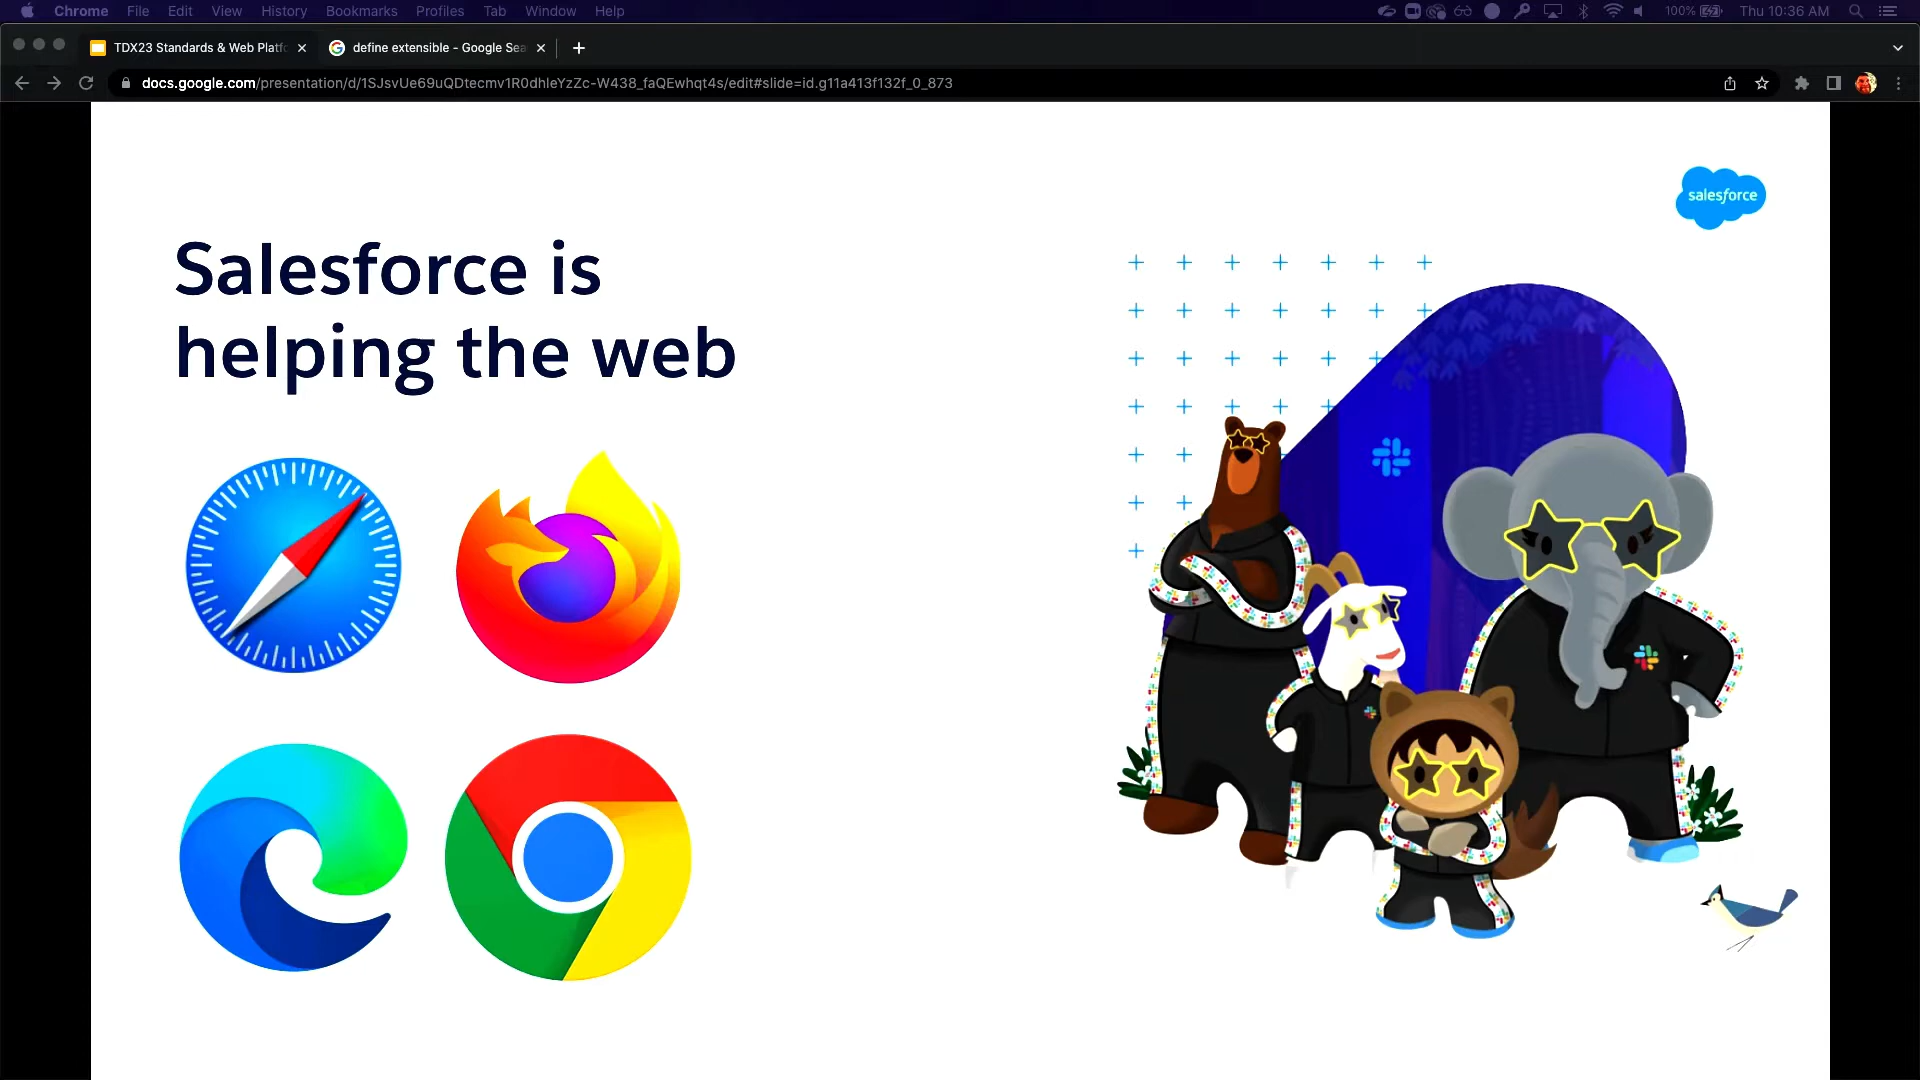 Chrome File Edit View History Bookmarks Profiles Tab Window Help 100% Thu 10:36 AM
TDX23 Standards & Web Platfo define extensible - Google Sea
docs.google.com/presentation/d/1SJsvUe69uQDtecmv1R0dhleYzZc-W438_faQEwhqt4s/edit#slide=id.g11a413f132f_0_873
salesforce
Salesforce is
helping the web